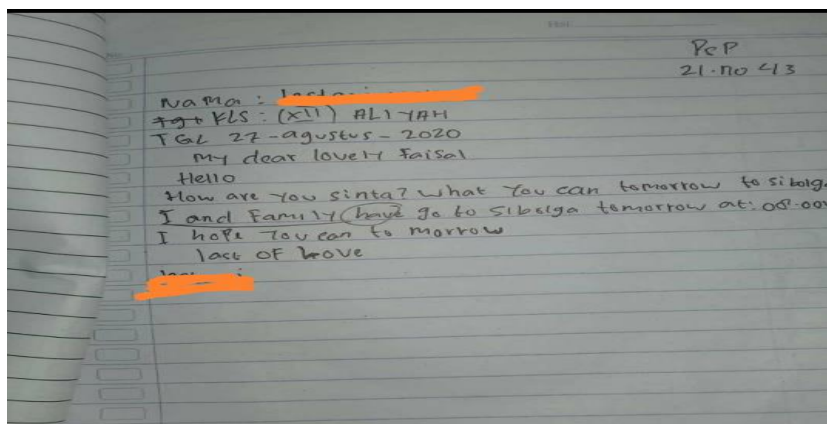 PcP
21.no 43
Nama :
KLS : (XII) ALIYAH
TGL 27-agustus-2020
My dear lovely Faisal
Hello
How are you sinta? what you can tomorrow to sibolg
I and Family have go to Sibolga tomorrow at: 08.00
I hope you can to morrow
last OF love